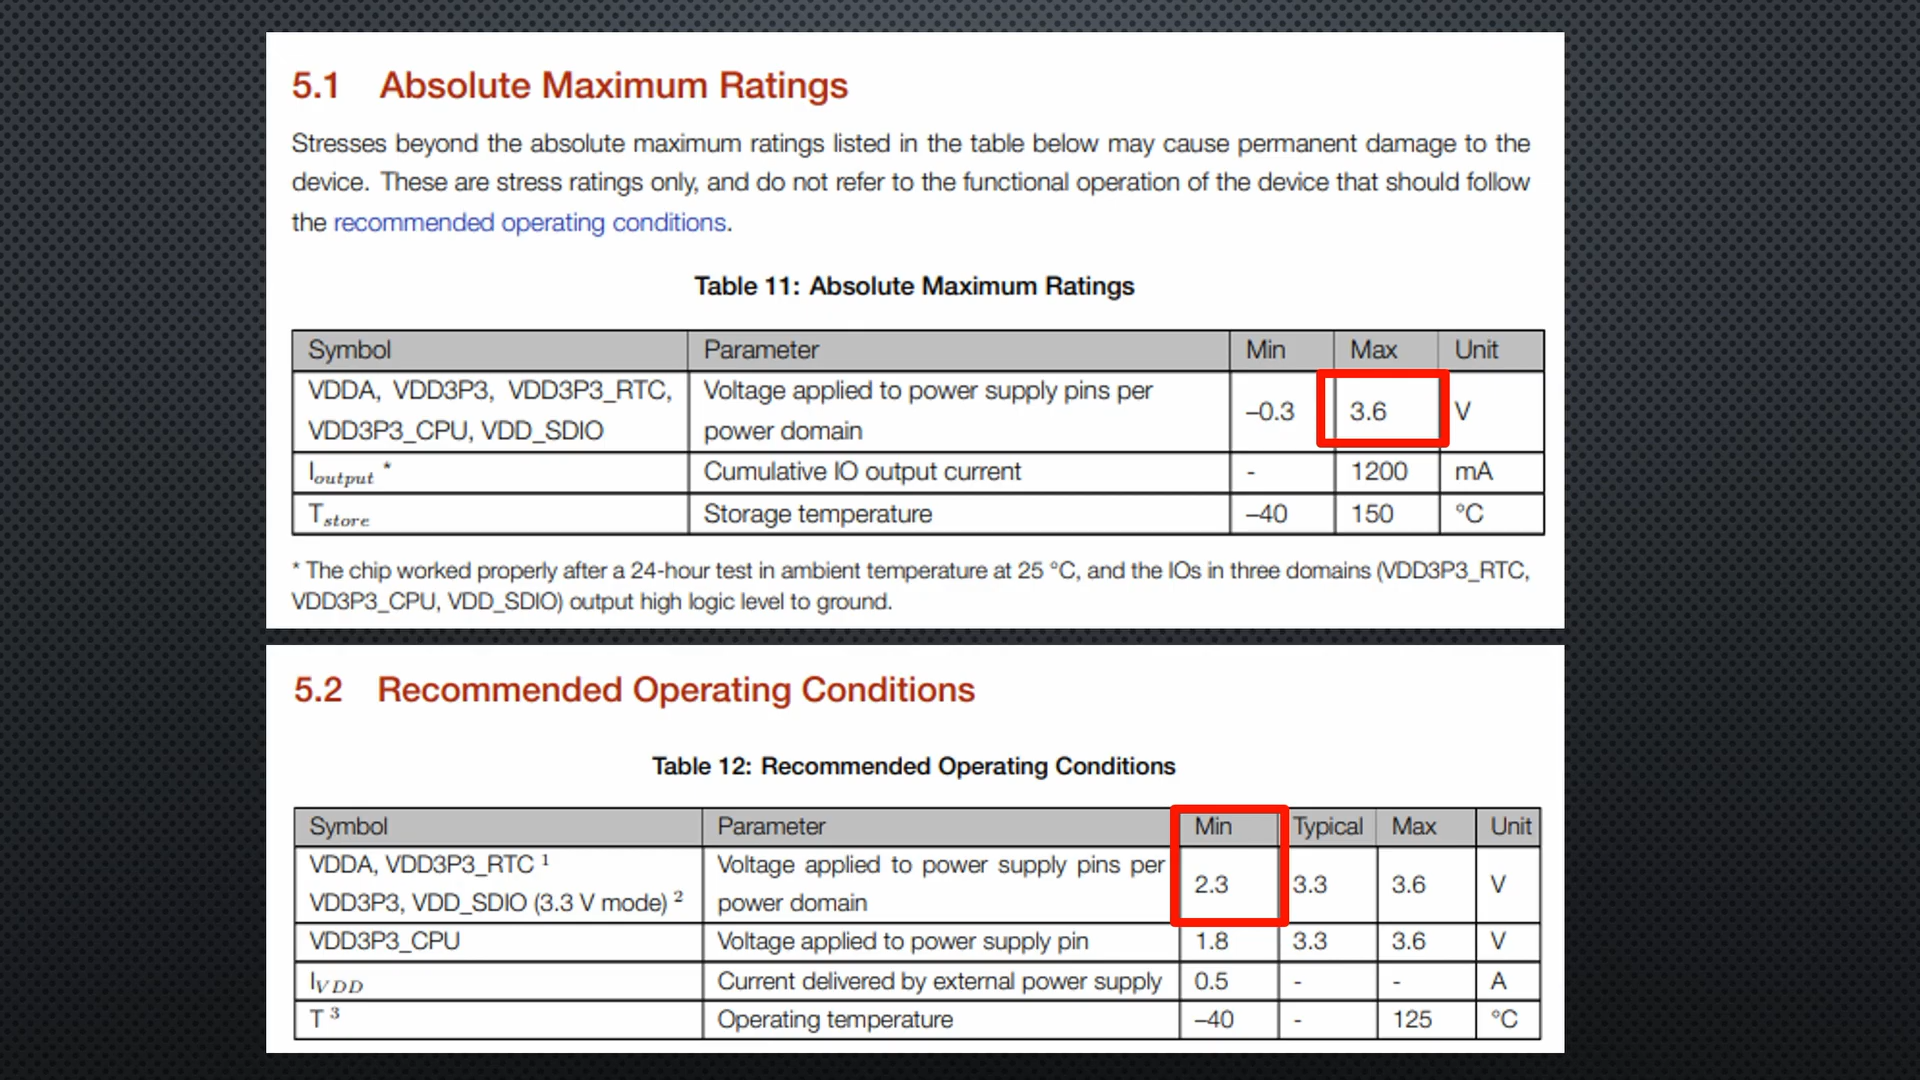 5.1 Absolute Maximum Ratings
Stresses beyond the absolute maximum ratings listed in the table below may cause permanent damage to the
device. These are stress ratings only, and do not refer to the functional operation of the device that should follow
the recommended operating conditions.
Table 11: Absolute Maximum Ratings
Symbol Parameter Min Max Unit
VDDA, VDD3P3, VDD3P3_RTC, Voltage applied to power supply pins per
VDD3P3_CPU, VDD_SDIO power domain –0.3 3.6 V
Ioutput * Cumulative IO output current - 1200 mA
Tstore Storage temperature –40 150 °C
* The chip worked properly after a 24-hour test in ambient temperature at 25 °C, and the IOs in three domains (VDD3P3_RTC,
VDD3P3_CPU, VDD_SDIO) output high logic level to ground.
5.2 Recommended Operating Conditions
Table 12: Recommended Operating Conditions
Symbol Parameter Min Typical Max Unit
VDDA, VDD3P3_RTC 1 Voltage applied to power supply pins per
VDD3P3, VDD_SDIO (3.3 V mode) 2 power domain 2.3 3.3 3.6 V
VDD3P3_CPU Voltage applied to power supply pin 1.8 3.3 3.6 V
IVDD Current delivered by external power supply 0.5 - - A
T 3 Operating temperature –40 - 125 °C